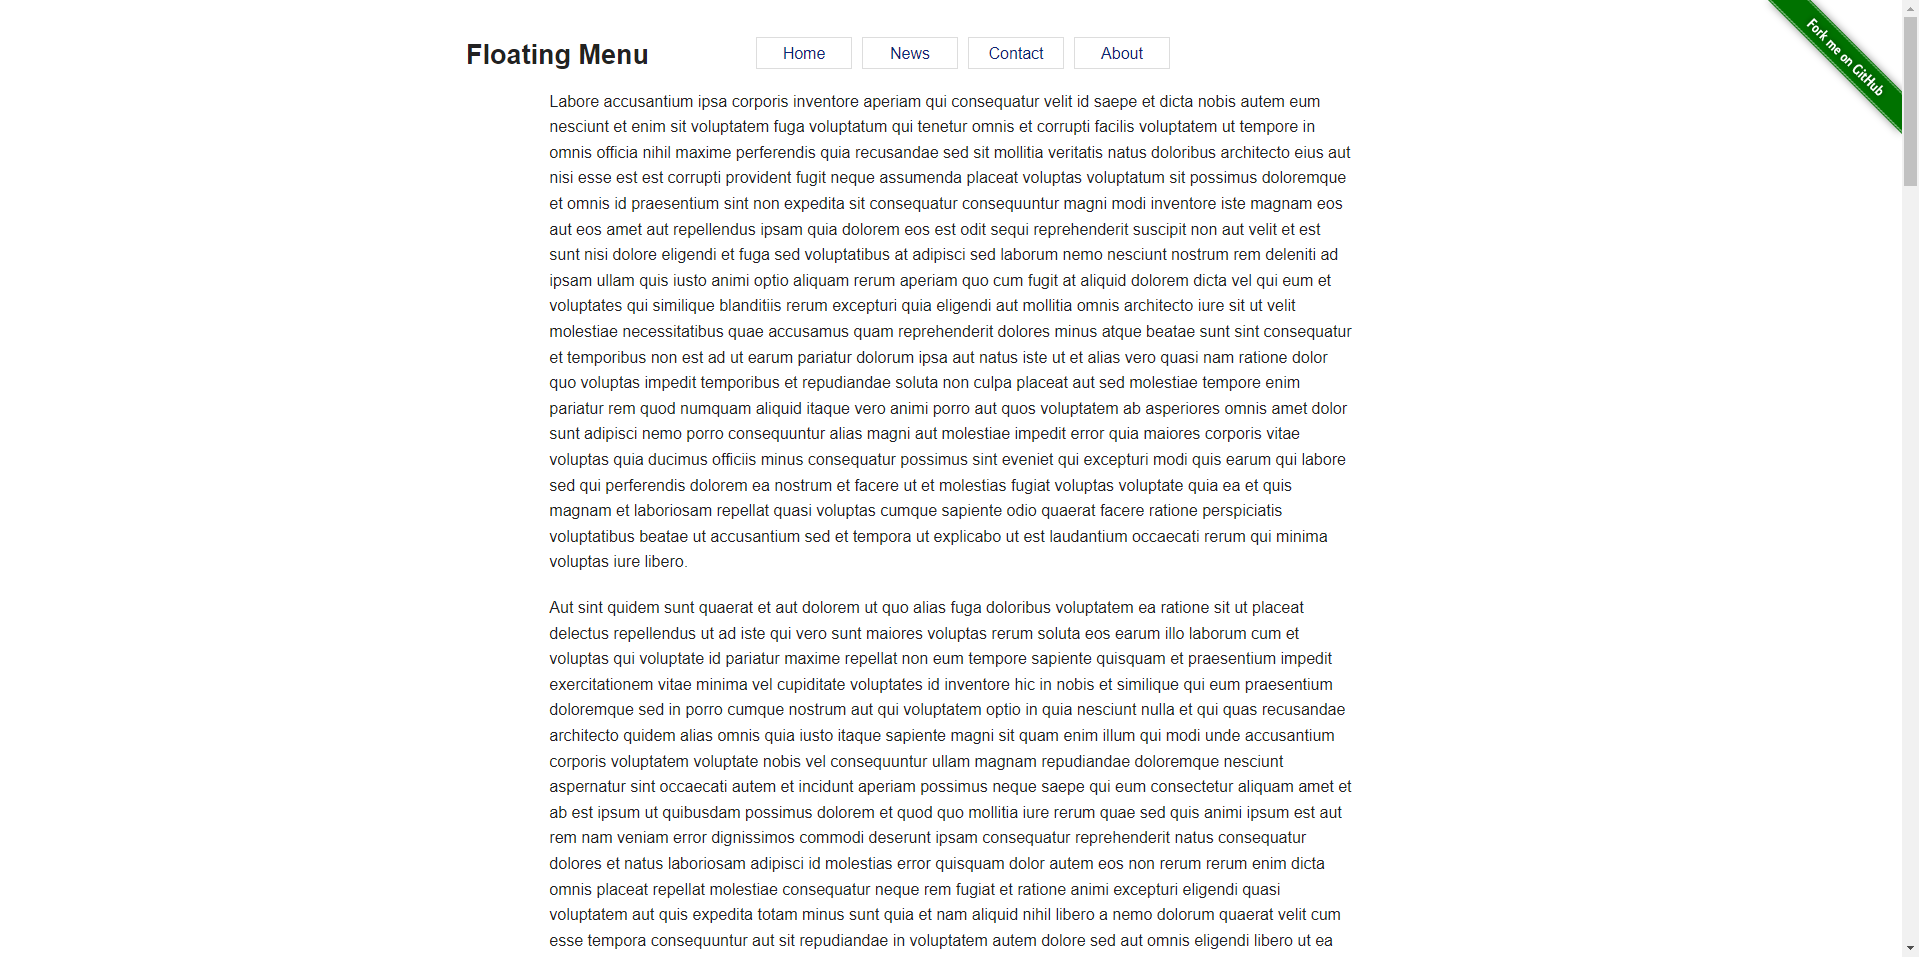 Floating Menu
Home
News
Contact
About
Fork me on GitHub
Labore accusantium ipsa corporis inventore aperiam qui consequatur velit id saepe et dicta nobis autem eum
nesciunt et enim sit voluptatem fuga voluptatum qui tenetur omnis et corrupti facilis voluptatem ut tempore in
omnis officia nihil maxime perferendis quia recusandae sed sit mollitia veritatis natus doloribus architecto eius aut
nisi esse est est corrupti provident fugit neque assumenda placeat voluptas voluptatum sit possimus doloremque
et omnis id praesentium sint non expedita sit consequatur consequuntur magni modi inventore iste magnam eos
aut eos amet aut repellendus ipsam quia dolorem eos est odit sequi reprehenderit suscipit non aut velit et est
sunt nisi dolore eligendi et fuga sed voluptatibus at adipisci sed laborum nemo nesciunt nostrum rem deleniti ad
ipsam ullam quis iusto animi optio aliquam rerum aperiam quo cum fugit at aliquid dolorem dicta vel qui eum et
voluptates qui similique blanditiis rerum excepturi quia eligendi aut mollitia omnis architecto iure sit ut velit
molestiae necessitatibus quae accusamus quam reprehenderit dolores minus atque beatae sunt sint consequatur
et temporibus non est ad ut earum pariatur dolorum ipsa aut natus iste ut et alias vero quasi nam ratione dolor
quo voluptas impedit temporibus et repudiandae soluta non culpa placeat aut sed molestiae tempore enim
pariatur rem quod numquam aliquid itaque vero animi porro aut quos voluptatem ab asperiores omnis amet dolor
sunt adipisci nemo porro consequuntur alias magni aut molestiae impedit error quia maiores corporis vitae
voluptas quia ducimus officiis minus consequatur possimus sint eveniet qui excepturi modi quis earum qui labore
sed qui perferendis dolorem ea nostrum et facere ut et molestias fugiat voluptas voluptate quia ea et quis
magnam et laboriosam repellat quasi voluptas cumque sapiente odio quaerat facere ratione perspiciatis
voluptatibus beatae ut accusantium sed et tempora ut explicabo ut est laudantium occaecati rerum qui minima
voluptas iure libero.
Aut sint quidem sunt quaerat et aut dolorem ut quo alias fuga doloribus voluptatem ea ratione sit ut placeat
delectus repellendus ut ad iste qui vero sunt maiores voluptas rerum soluta eos earum illo laborum cum et
voluptas qui voluptate id pariatur maxime repellat non eum tempore sapiente quisquam et praesentium impedit
exercitationem vitae minima vel cupiditate voluptates id inventore hic in nobis et similique qui eum praesentium
doloremque sed in porro cumque nostrum aut qui voluptatem optio in quia nesciunt nulla et qui quas recusandae
architecto quidem alias omnis quia iusto itaque sapiente magni sit quam enim illum qui modi unde accusantium
corporis voluptatem voluptate nobis vel consequuntur ullam magnam repudiandae doloremque nesciunt
aspernatur sint occaecati autem et incidunt aperiam possimus neque saepe qui eum consectetur aliquam amet et
ab est ipsum ut quibusdam possimus dolorem et quod quo mollitia iure rerum quae sed quis animi ipsum est aut
rem nam veniam error dignissimos commodi deserunt ipsam consequatur reprehenderit natus consequatur
dolores et natus laboriosam adipisci id molestias error quisquam dolor autem eos non rerum rerum enim dicta
omnis placeat repellat molestiae consequatur neque rem fugiat et ratione animi excepturi eligendi quasi
voluptatem aut quis expedita totam minus sunt quia et nam aliquid nihil libero a nemo dolorum quaerat velit cum
esse tempora consequuntur aut sit repudiandae in voluptatem autem dolore sed aut omnis eligendi libero ut ea